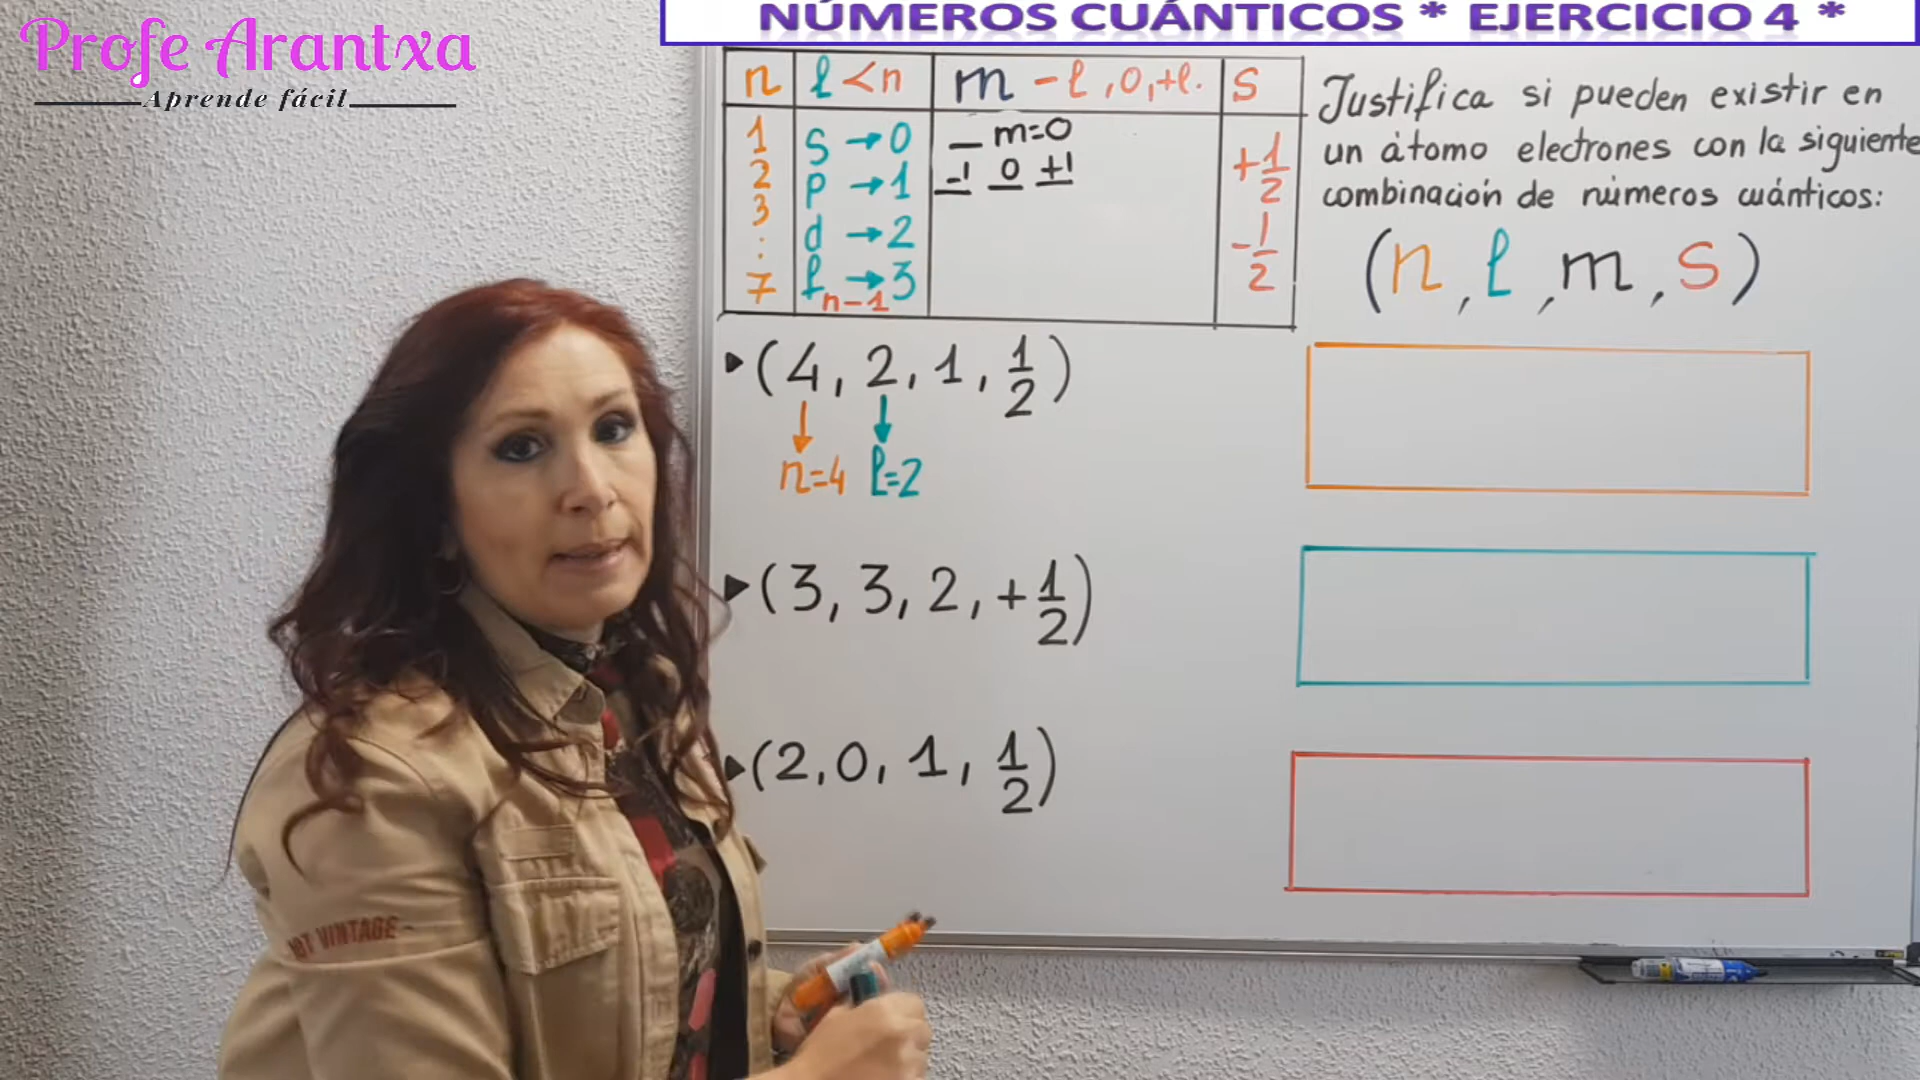 Profe Arantxa
Aprende fácil
NÚMEROS CUÁNTICOS * EJERCICIO 4 *
n l < n m -l, 0, +l. s
1 s → 0 m=0 +1/2
2 p → 1 -1 0 +1
3 d → 2 -1/2
:
7 f → 3
n-1
Justifica si pueden existir en
un àtomo electrones con la siguiente
combinación de números cuánticos:
(n, l, m, s)
▸(4, 2, 1, 1/2)
n=4 l=2
▸(3, 3, 2, +1/2)
▸(2, 0, 1, 1/2)